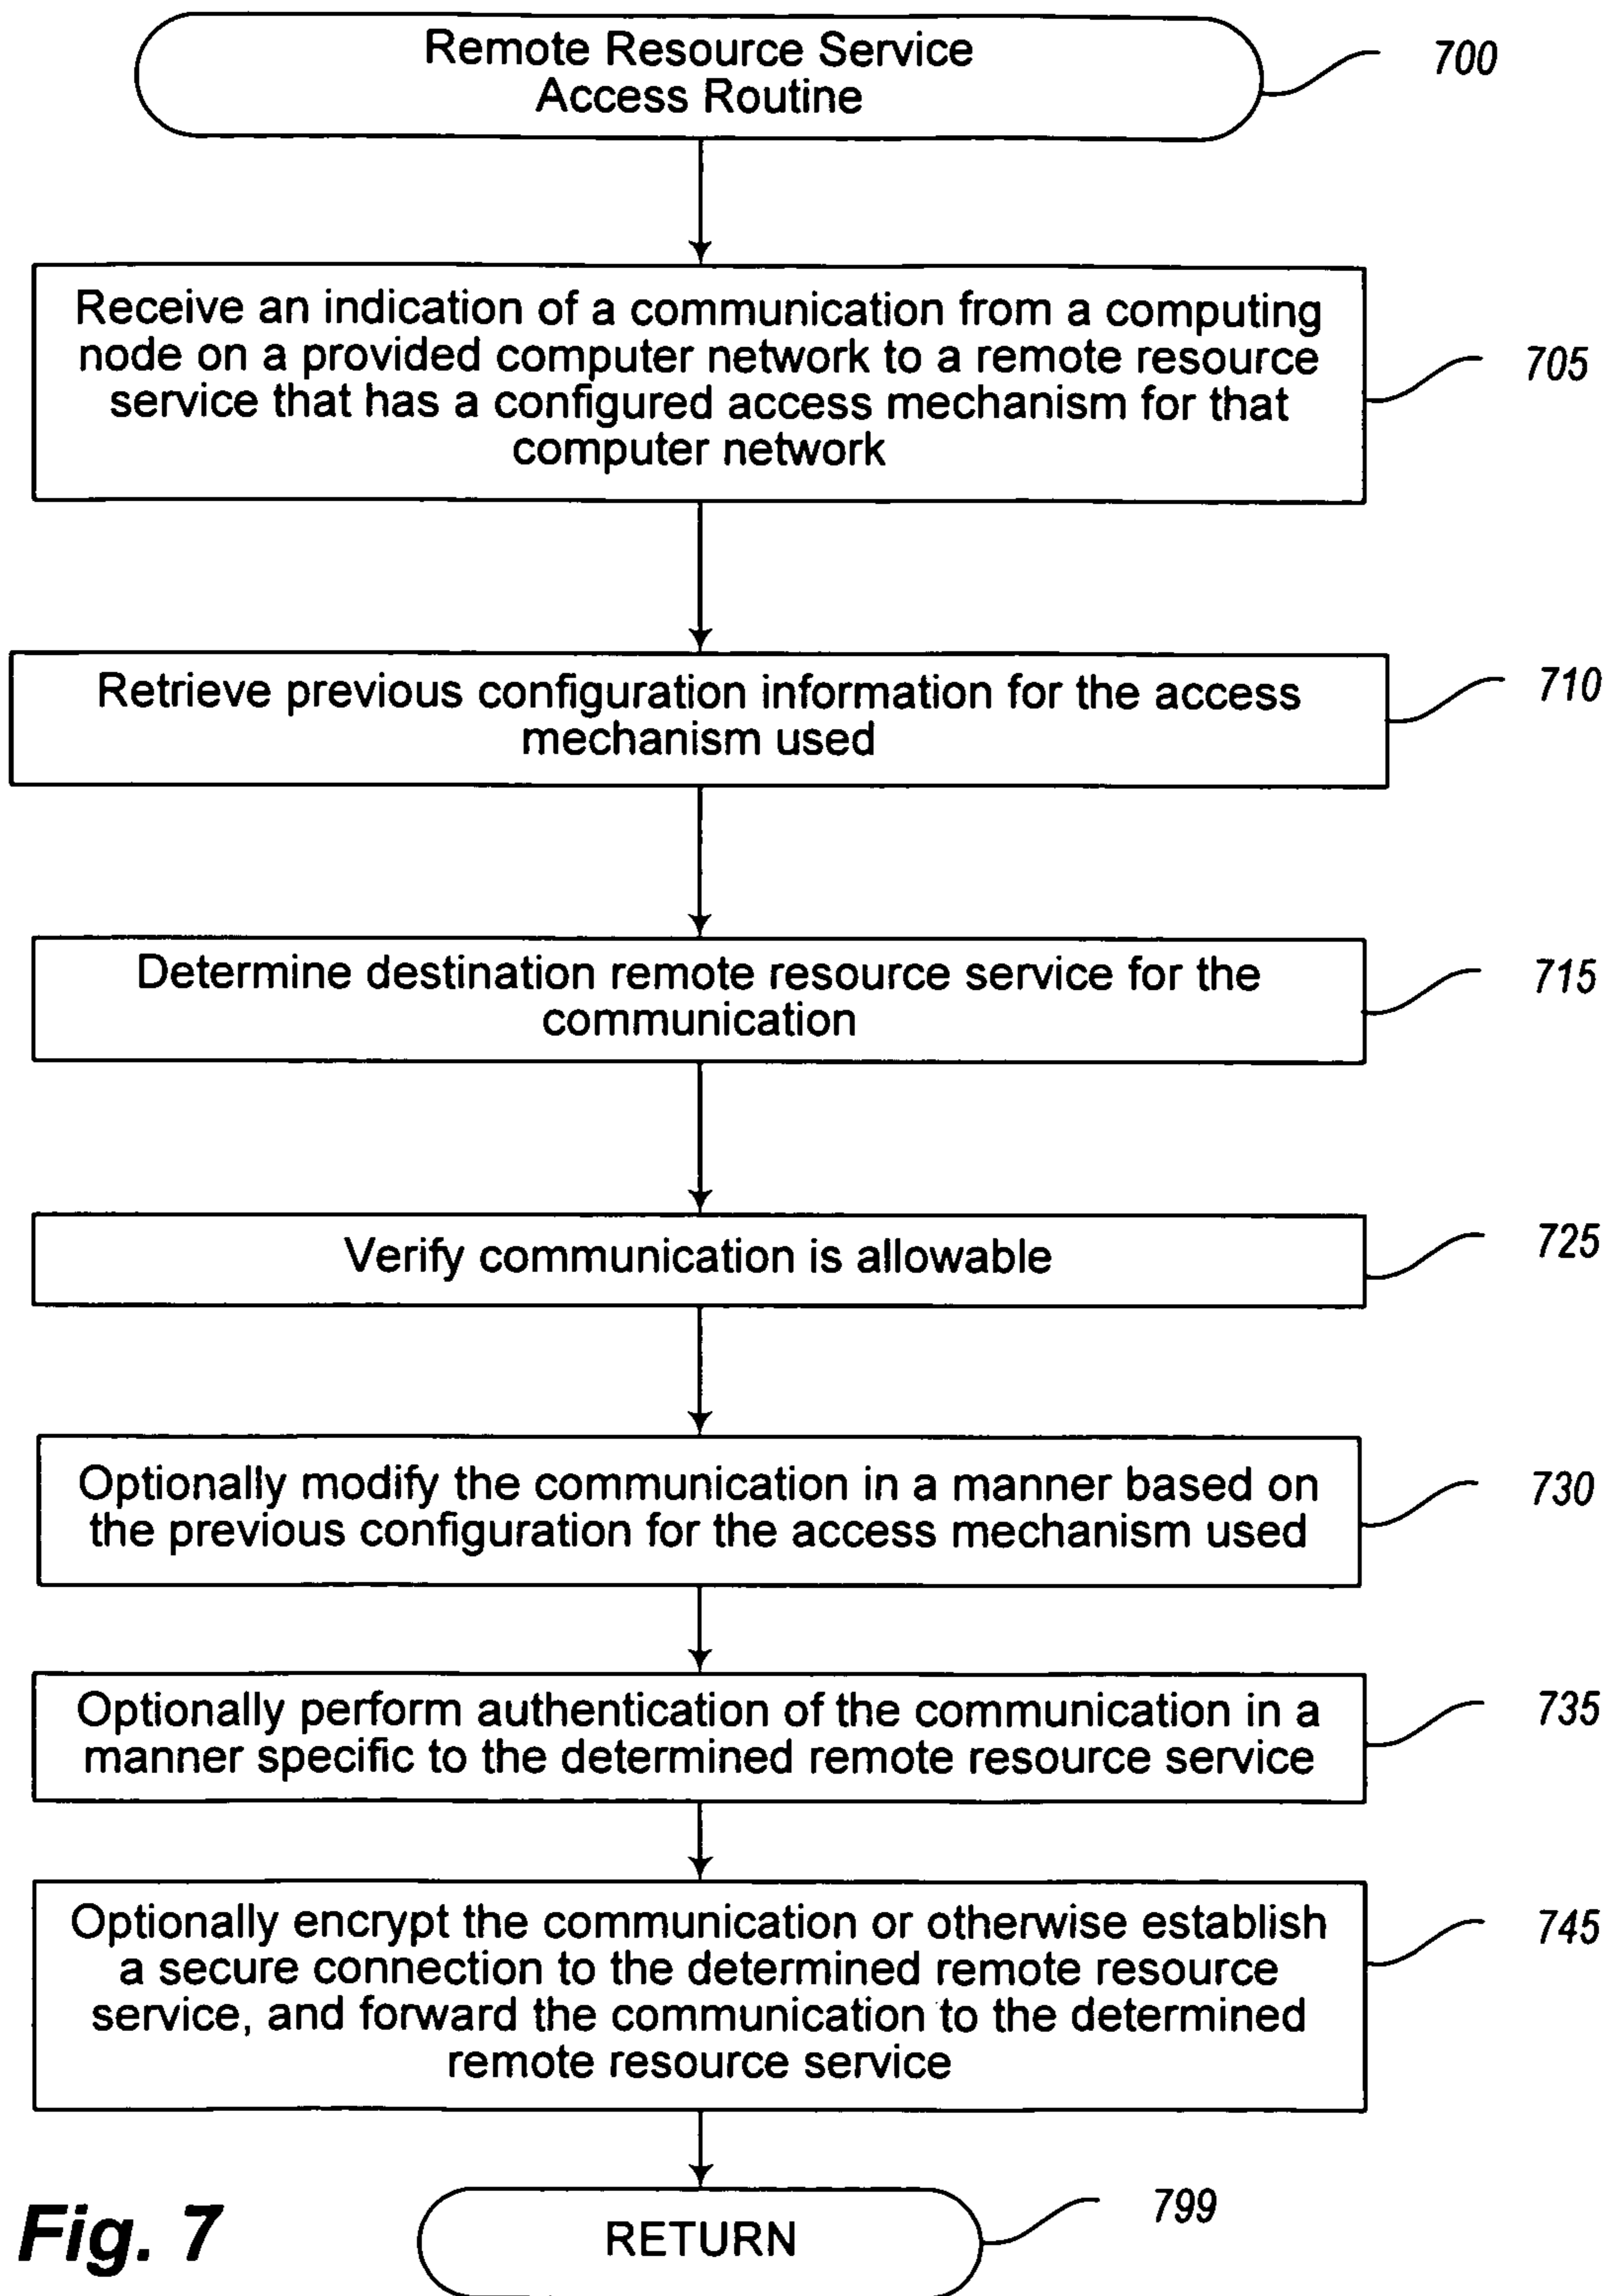 Remote Resource Service
Access Routine
700
Receive an indication of a communication from a computing
node on a provided computer network to a remote resource
service that has a configured access mechanism for that
computer network
705
Retrieve previous configuration information for the access
mechanism used
710
Determine destination remote resource service for the
communication
715
Verify communication is allowable
725
Optionally modify the communication in a manner based on
the previous configuration for the access mechanism used
730
Optionally perform authentication of the communication in a
manner specific to the determined remote resource service
735
Optionally encrypt the communication or otherwise establish
a secure connection to the determined remote resource
service, and forward the communication to the determined
remote resource service
745
RETURN
799
Fig. 7